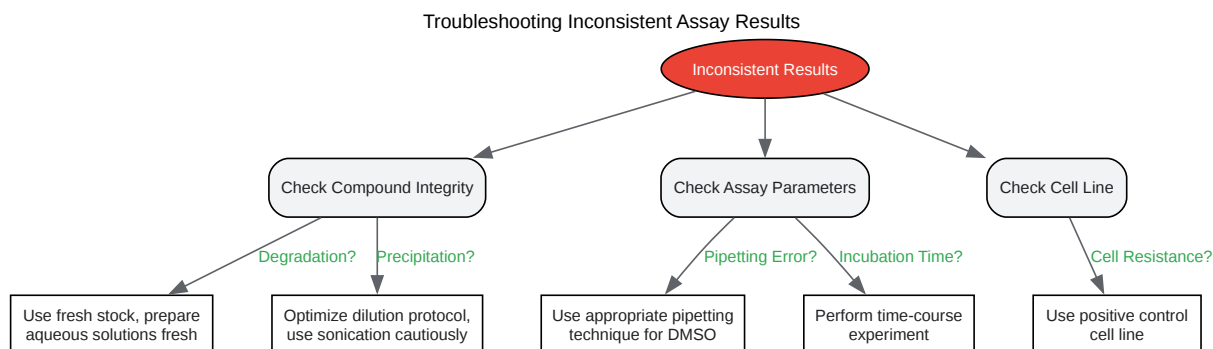 Troubleshooting Inconsistent Assay Results
Inconsistent Results
Check Compound Integrity
Check Assay Parameters
Check Cell Line
Degradation?
Precipitation?
Pipetting Error?
Incubation Time?
Cell Resistance?
Use fresh stock, prepare
aqueous solutions fresh
Optimize dilution protocol,
use sonication cautiously
Use appropriate pipetting
technique for DMSO
Perform time-course
experiment
Use positive control
cell line